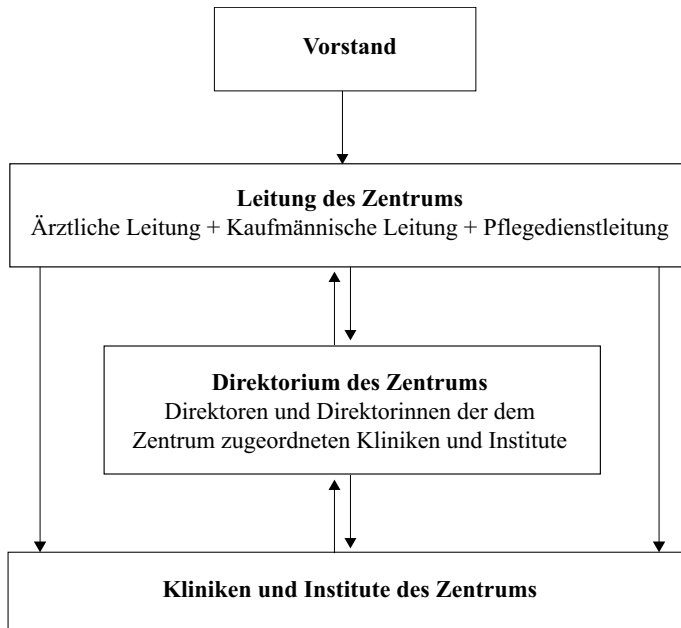 Vorstand
Leitung des Zentrums
Ärztliche Leitung + Kaufmännische Leitung + Pflegedienstleitung
Direktorium des Zentrums
Direktoren und Direktorinnen der dem
Zentrum zugeordneten Kliniken und Institute
Kliniken und Institute des Zentrums